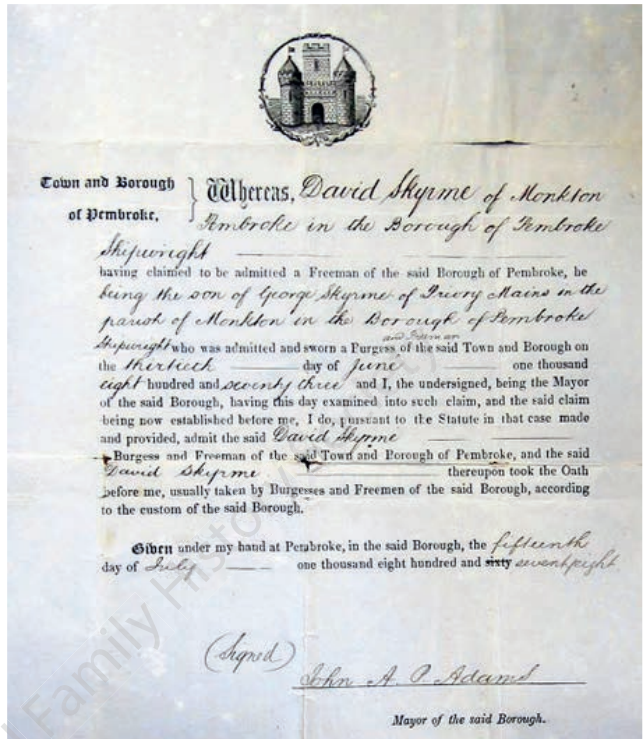 Town and Borough
of Pembroke,
Whereas, David Skyrme of Monkton
Pembroke in the Borough of Pembroke
Shipwright
having claimed to be admitted a Freeman of the said Borough of Pembroke, he
being the son of George Skyrme of Priory Mains in the
parish of Monkton in the Borough of Pembroke
and Freeman
Shipwright who was admitted and sworn a Burgess of the said Town and Borough on
the thirtieth day of June one thousand
eight hundred and seventy three and I, the undersigned, being the Mayor
of the said Borough, having this day examined into such claim, and the said claim
being now established before me, I do, pursuant to the Statute in that case made
and provided, admit the said David Skyrme
a Burgess and Freeman of the said Town and Borough of Pembroke, and the said
David Skyrme thereupon took the Oath
before me, usually taken by Burgesses and Freemen of the said Borough, according
to the custom of the said Borough.
Given under my hand at Pembroke, in the said Borough, the fifteenth
day of July one thousand eight hundred and sixty seventy eight
(Signed)
John A. P. Adams
Mayor of the said Borough.
Family History